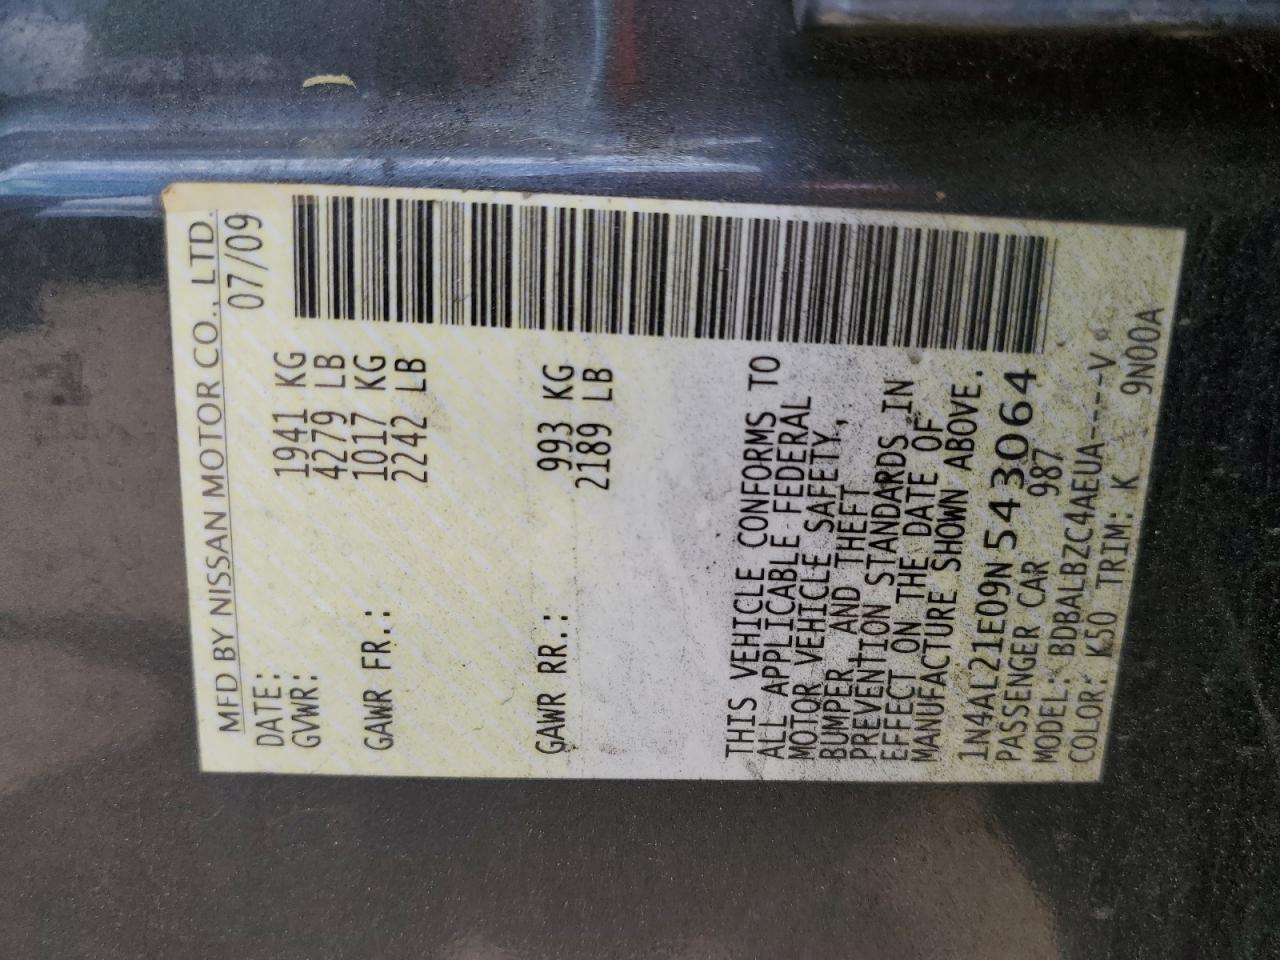 MFD BY NISSAN MOTOR CO., LTD.
DATE: 07/09
GVWR: 1941 KG
4279 LB
GAWR FR.: 1017 KG
2242 LB
GAWR RR.: 993 KG
2189 LB
THIS VEHICLE CONFORMS TO
ALL APPLICABLE FEDERAL
MOTOR VEHICLE SAFETY,
BUMPER AND THEFT
PREVENTION STANDARDS IN
EFFECT ON THE DATE OF
MANUFACTURE SHOWN ABOVE.
1N4AL21E09N543064
PASSENGER CAR 987
MODEL: BDBALBZC4AEUA----V
COLOR: K50 TRIM: K 9N00A